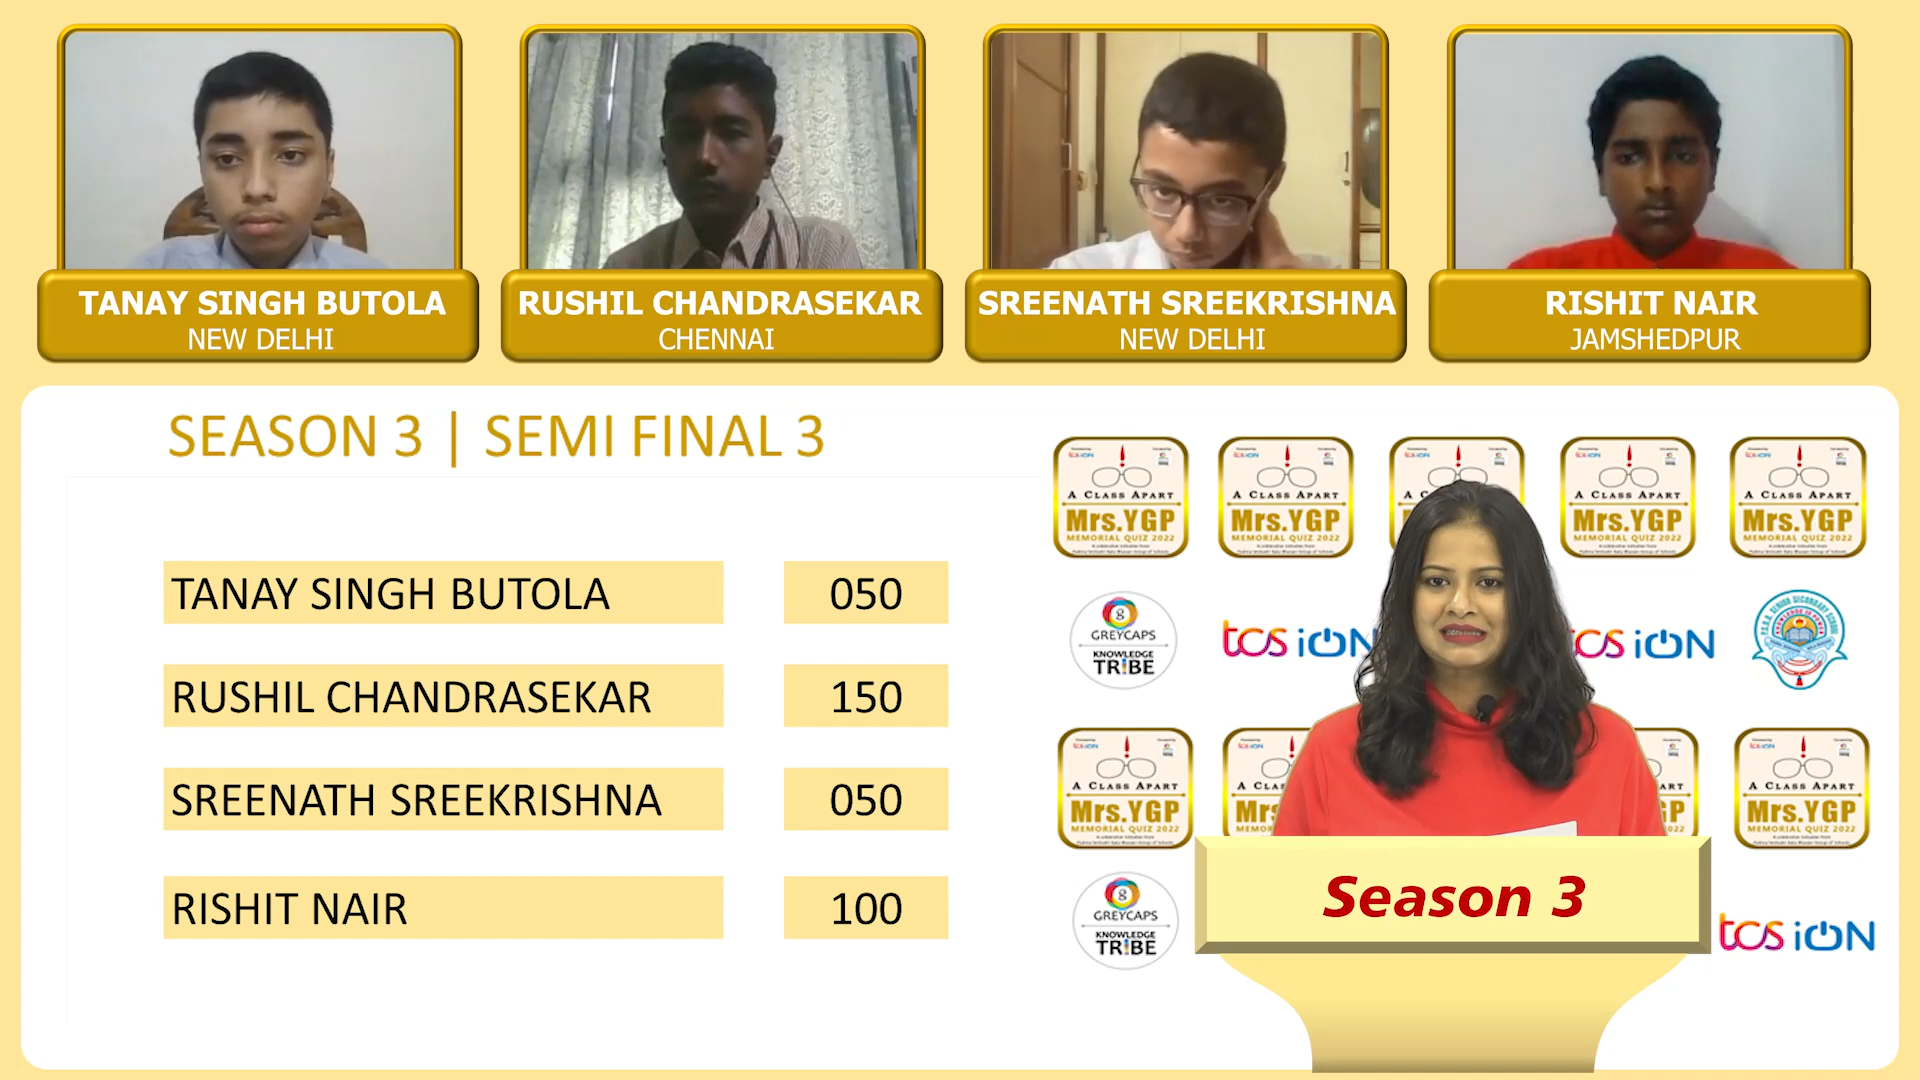 TANAY SINGH BUTOLA
NEW DELHI
RUSHIL CHANDRASEKAR
CHENNAI
SREENATH SREEKRISHNA
NEW DELHI
RISHIT NAIR
JAMSHEDPUR
SEASON 3 | SEMI FINAL 3
TANAY SINGH BUTOLA 050
RUSHIL CHANDRASEKAR 150
SREENATH SREEKRISHNA 050
RISHIT NAIR 100
A CLASS APART
Mrs.YGP
MEMORIAL QUIZ 2022
A CLASS APART
Mrs.YGP
MEMORIAL QUIZ 2022
A CLASS APART
Mrs.YGP
MEMORIAL QUIZ 2022
A CLASS APART
Mrs.YGP
MEMORIAL QUIZ 2022
g
GREYCAPS
KNOWLEDGE
TRIBE
tcs iON
tcs iON
A CLASS APART
Mrs.YGP
MEMORIAL QUIZ 2022
A CLASS APART
Mrs.YGP
MEMORIAL QUIZ 2022
g
GREYCAPS
KNOWLEDGE
TRIBE
Season 3
tcs iON